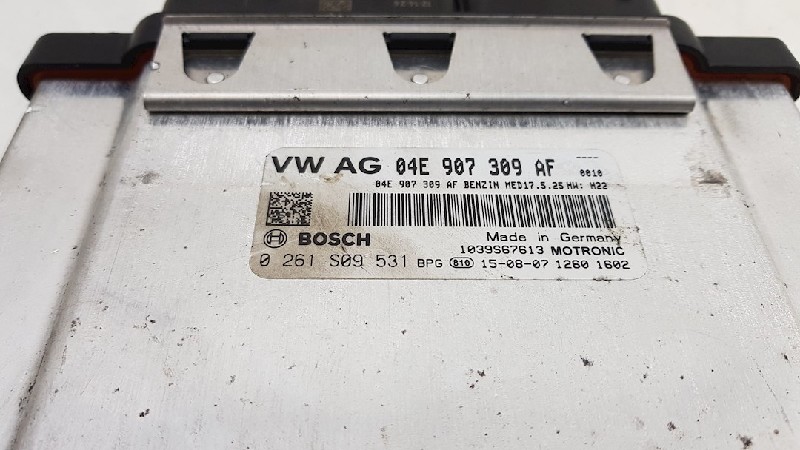 VW AG 04E 907 309 AF 0010
04E 907 309 AF BENZIN MED17.5.25 HW: H22
BOSCH Made in Germany
1039S67613 MOTRONIC
0 261 S09 531 BPG 610 15-08-07 1260 1602